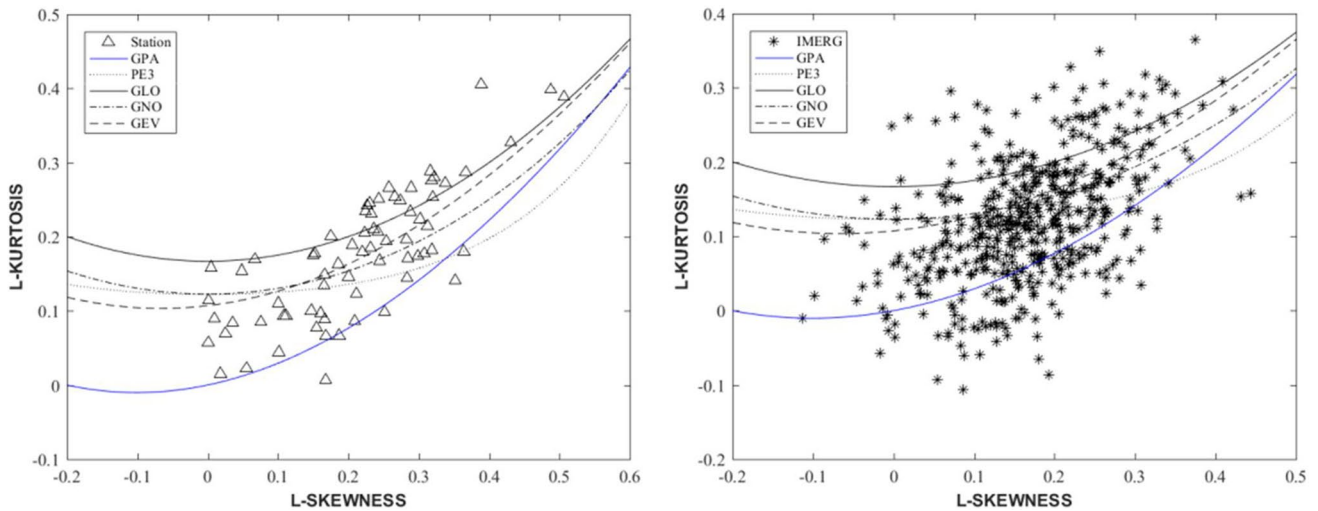 0.5
0.4
0.3
0.2
0.1
0
-0.1
L-KURTOSIS
Station
GPA
PE3
GLO
GNO
GEV
-0.2 -0.1 0 0.1 0.2 0.3 0.4 0.5 0.6
L-SKEWNESS
0.4
0.3
0.2
0.1
0
-0.1
-0.2
L-KURTOSIS
IMERG
GPA
PE3
GLO
GNO
GEV
-0.2 -0.1 0 0.1 0.2 0.3 0.4 0.5
L-SKEWNESS